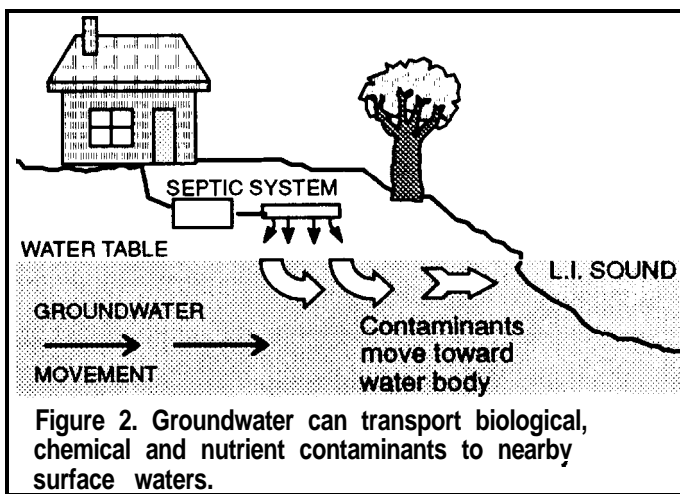 SEPTIC SYSTEM
WATER TABLE
L.I. SOUND
GROUNDWATER
MOVEMENT
Contaminants
move toward
water body
Figure 2. Groundwater can transport biological,
chemical and nutrient contaminants to nearby
surface waters.